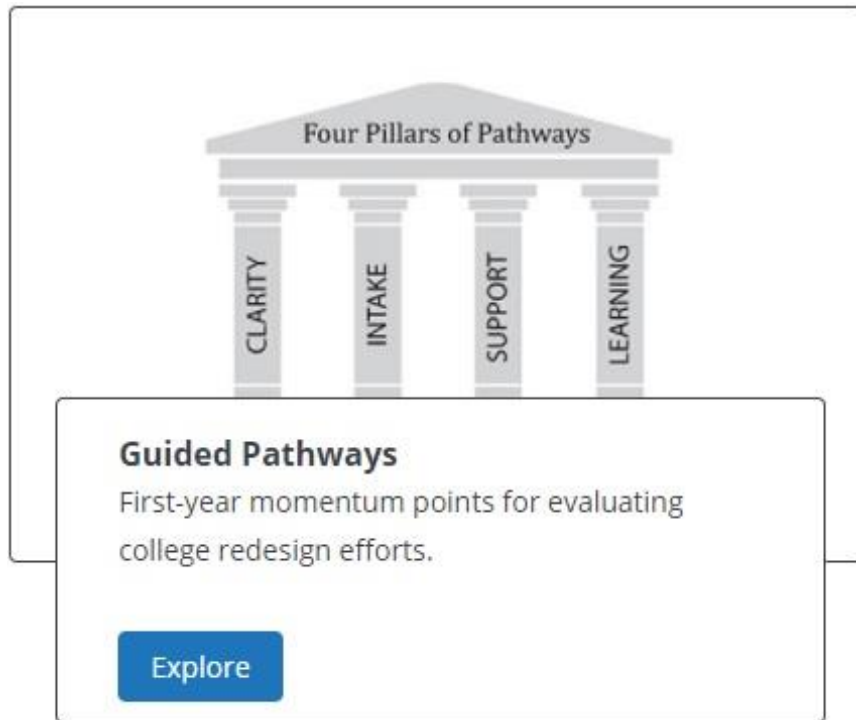 Four Pillars of Pathways
CLARITY
INTAKE
SUPPORT
LEARNING
Guided Pathways
First-year momentum points for evaluating
college redesign efforts.
Explore